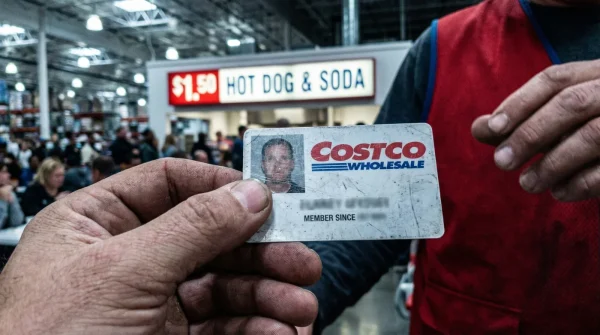 $1.50 HOT DOG & SODA
COSTCO
WHOLESALE
MEMBER SINCE